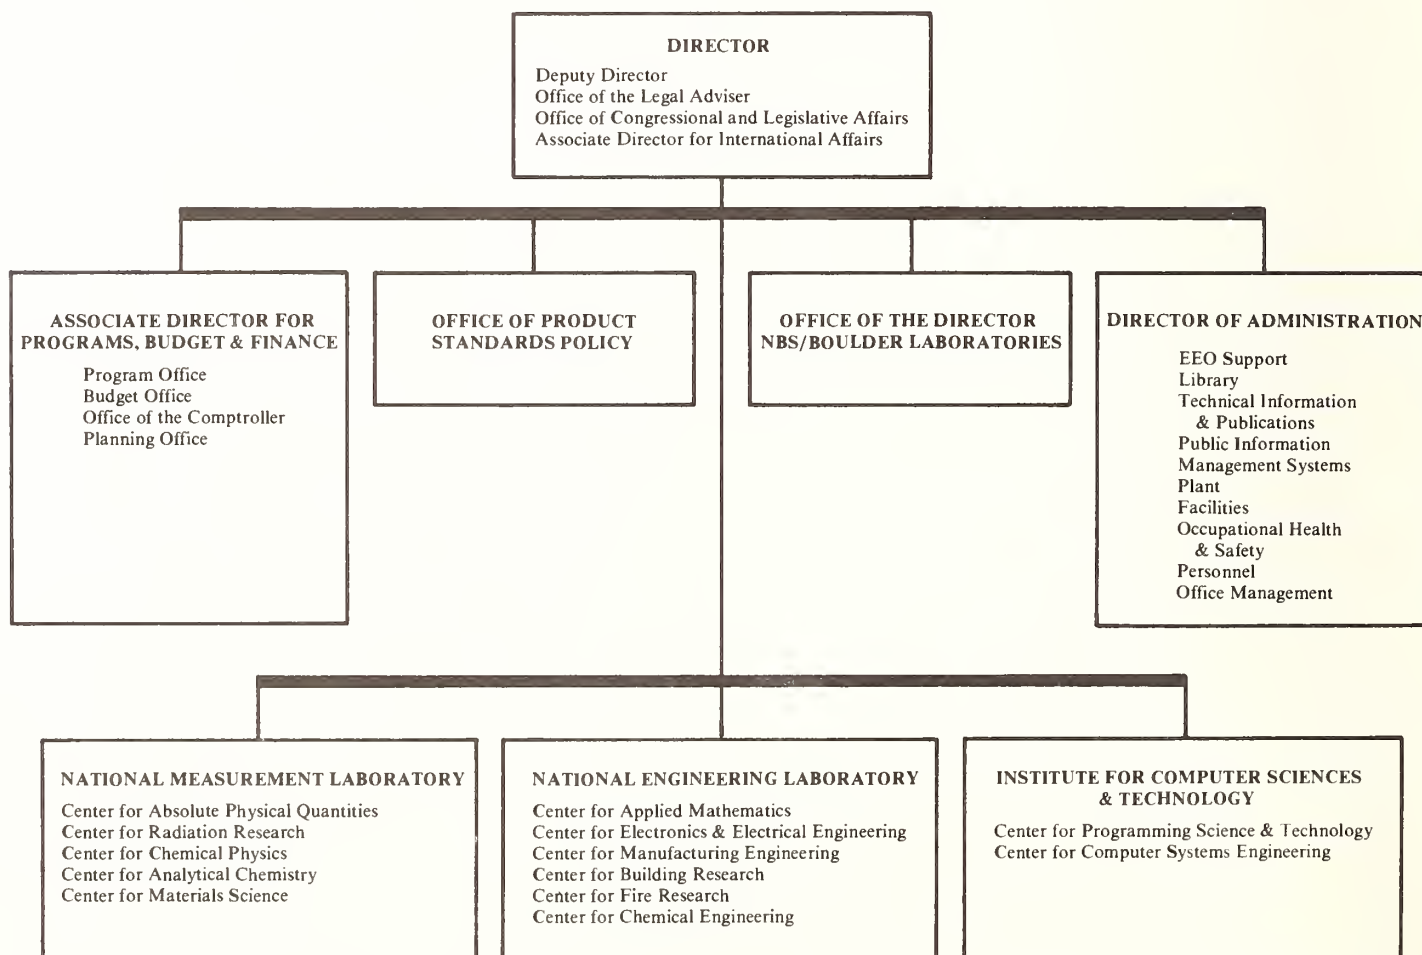 DIRECTOR
Deputy Director
Office of the Legal Adviser
Office of Congressional and Legislative Affairs
Associate Director for International Affairs
ASSOCIATE DIRECTOR FOR
PROGRAMS, BUDGET & FINANCE
Program Office
Budget Office
Office of the Comptroller
Planning Office
OFFICE OF PRODUCT
STANDARDS POLICY
OFFICE OF THE DIRECTOR
NBS/BOULDER LABORATORIES
DIRECTOR OF ADMINISTRATION
EEO Support
Library
Technical Information
& Publications
Public Information
Management Systems
Plant
Facilities
Occupational Health
& Safety
Personnel
Office Management
NATIONAL MEASUREMENT LABORATORY
Center for Absolute Physical Quantities
Center for Radiation Research
Center for Chemical Physics
Center for Analytical Chemistry
Center for Materials Science
NATIONAL ENGINEERING LABORATORY
Center for Applied Mathematics
Center for Electronics & Electrical Engineering
Center for Manufacturing Engineering
Center for Building Research
Center for Fire Research
Center for Chemical Engineering
INSTITUTE FOR COMPUTER SCIENCES
& TECHNOLOGY
Center for Programming Science & Technology
Center for Computer Systems Engineering